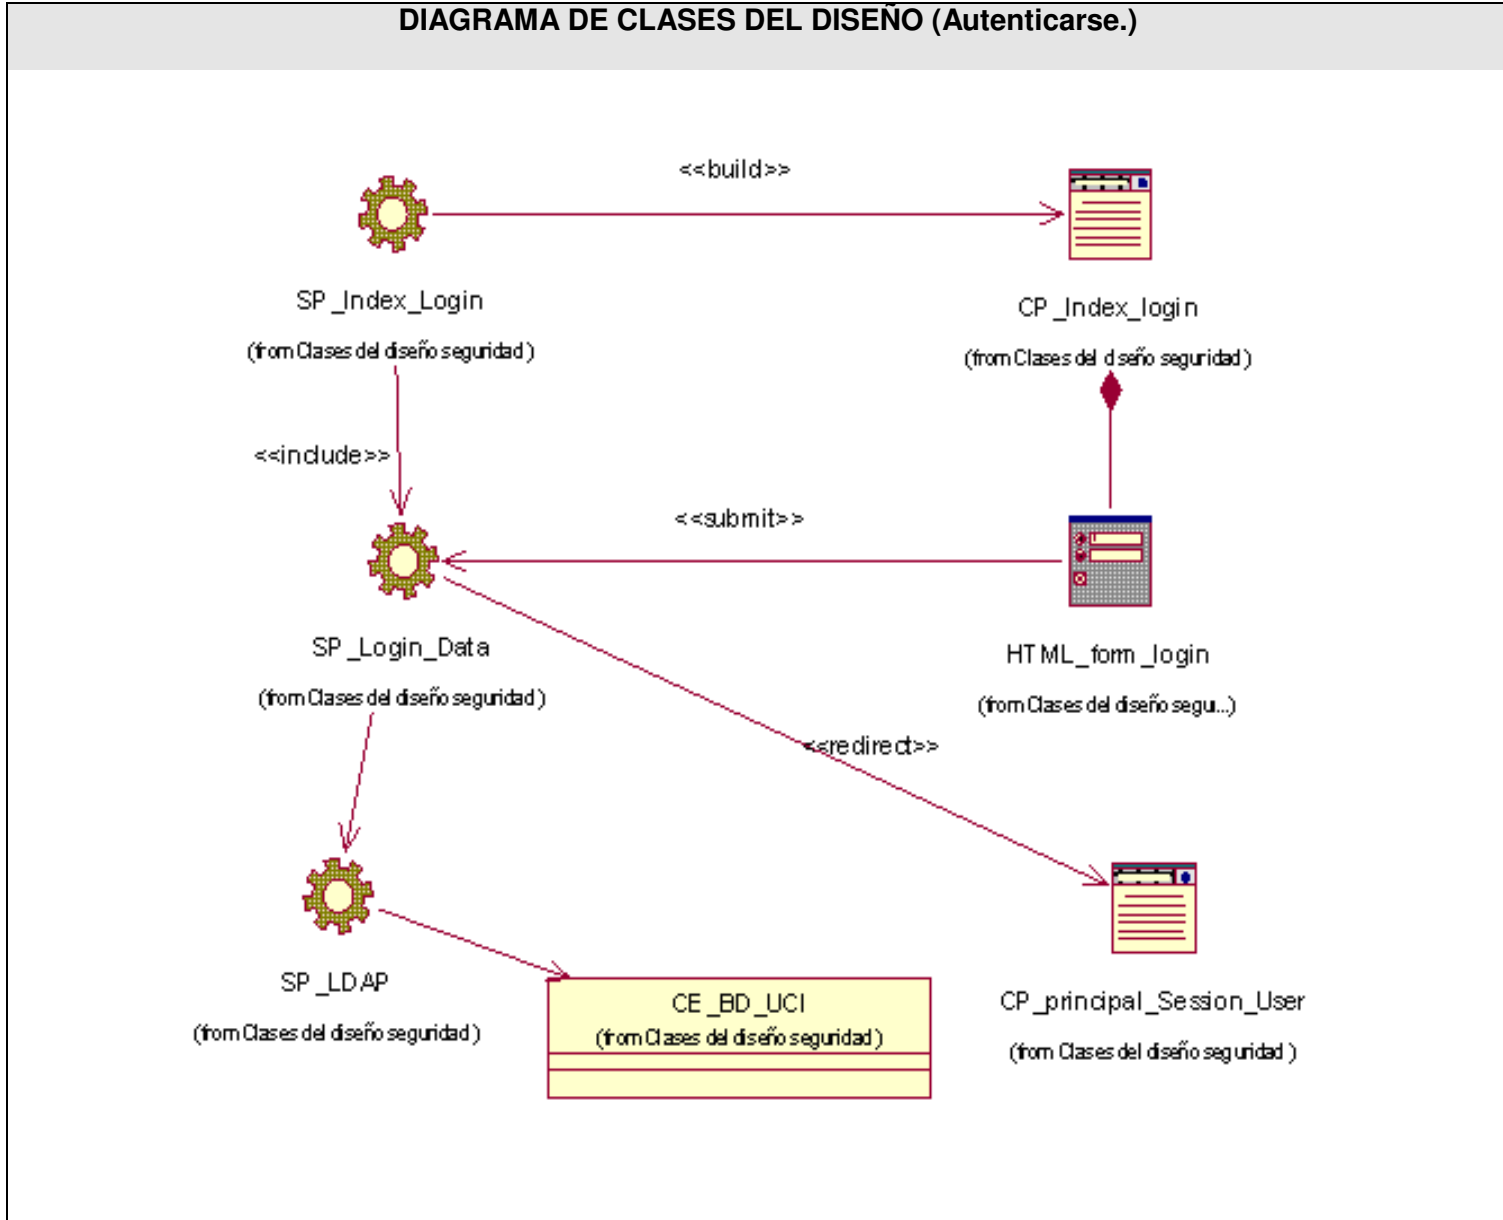 DIAGRAMA DE CLASES DEL DISEÑO (Autenticarse.)
<<build>>
SP_Index_Login
(from Clases del diseño seguridad)
CP_Index_login
(from Clases del diseño seguridad)
<<include>>
<<submit>>
SP_Login_Data
(from Clases del diseño seguridad)
HTML_form_login
(from Clases del diseño segu...)
<<redirect>>
SP_LDAP
(from Clases del diseño seguridad)
CE_BD_UCI
(from Clases del diseño seguridad)
CP_principal_Session_User
(from Clases del diseño seguridad)